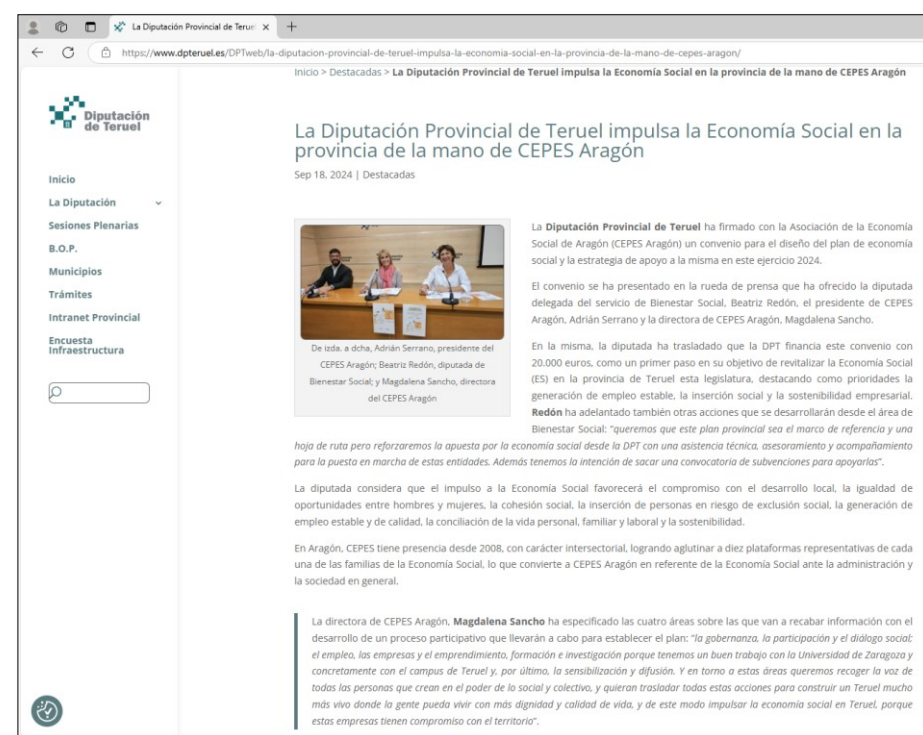 La Diputación Provincial de Teruel
https://www.dpteruel.es/DPTweb/la-diputacion-provincial-de-teruel-impulsa-la-economia-social-en-la-provincia-de-la-mano-de-cepes-aragon/
Inicio > Destacadas > La Diputación Provincial de Teruel impulsa la Economía Social en la provincia de la mano de CEPES Aragón
Diputación
de Teruel
Inicio
La Diputación
Sesiones Plenarias
B.O.P.
Municipios
Trámites
Intranet Provincial
Encuesta
Infraestructura
La Diputación Provincial de Teruel impulsa la Economía Social en la
provincia de la mano de CEPES Aragón
Sep 18, 2024 | Destacadas
De izda. a dcha, Adrián Serrano, presidente del
CEPES Aragón; Beatriz Redón, diputada de
Bienestar Social; y Magdalena Sancho, directora
del CEPES Aragón
La Diputación Provincial de Teruel ha firmado con la Asociación de la Economía
Social de Aragón (CEPES Aragón) un convenio para el diseño del plan de economía
social y la estrategia de apoyo a la misma en este ejercicio 2024.
El convenio se ha presentado en la rueda de prensa que ha ofrecido la diputada
delegada del servicio de Bienestar Social, Beatriz Redón, el presidente de CEPES
Aragón, Adrián Serrano y la directora de CEPES Aragón, Magdalena Sancho.
En la misma, la diputada ha trasladado que la DPT financia este convenio con
20.000 euros, como un primer paso en su objetivo de revitalizar la Economía Social
(ES) en la provincia de Teruel esta legislatura, destacando como prioridades la
generación de empleo estable, la inserción social y la sostenibilidad empresarial.
Redón ha adelantado también otras acciones que se desarrollarán desde el área de
Bienestar Social: "queremos que este plan provincial sea el marco de referencia y una
hoja de ruta pero reforzaremos la apuesta por la economía social desde la DPT con una asistencia técnica, asesoramiento y acompañamiento
para la puesta en marcha de estas entidades. Además tenemos la intención de sacar una convocatoria de subvenciones para apoyarlas".
La diputada considera que el impulso a la Economía Social favorecerá el compromiso con el desarrollo local, la igualdad de
oportunidades entre hombres y mujeres, la cohesión social, la inserción de personas en riesgo de exclusión social, la generación de
empleo estable y de calidad, la conciliación de la vida personal, familiar y laboral y la sostenibilidad.
En Aragón, CEPES tiene presencia desde 2008, con carácter intersectorial, logrando aglutinar a diez plataformas representativas de cada
una de las familias de la Economía Social, lo que convierte a CEPES Aragón en referente de la Economía Social ante la administración y
la sociedad en general.
La directora de CEPES Aragón, Magdalena Sancho ha especificado las cuatro áreas sobre las que van a recabar información con el
desarrollo de un proceso participativo que llevarán a cabo para establecer el plan: "la gobernanza, la participación y el diálogo social;
el empleo, las empresas y el emprendimiento, formación e investigación porque tenemos un buen trabajo con la Universidad de Zaragoza y
concretamente con el campus de Teruel y, por último, la sensibilización y difusión. Y en torno a estas áreas queremos recoger la voz de
todas las personas que crean en el poder de lo social y colectivo, y quieran trasladar todas estas acciones para construir un Teruel mucho
más vivo donde la gente pueda vivir con más dignidad y calidad de vida, y de este modo impulsar la economía social en Teruel, porque
estas empresas tienen compromiso con el territorio".